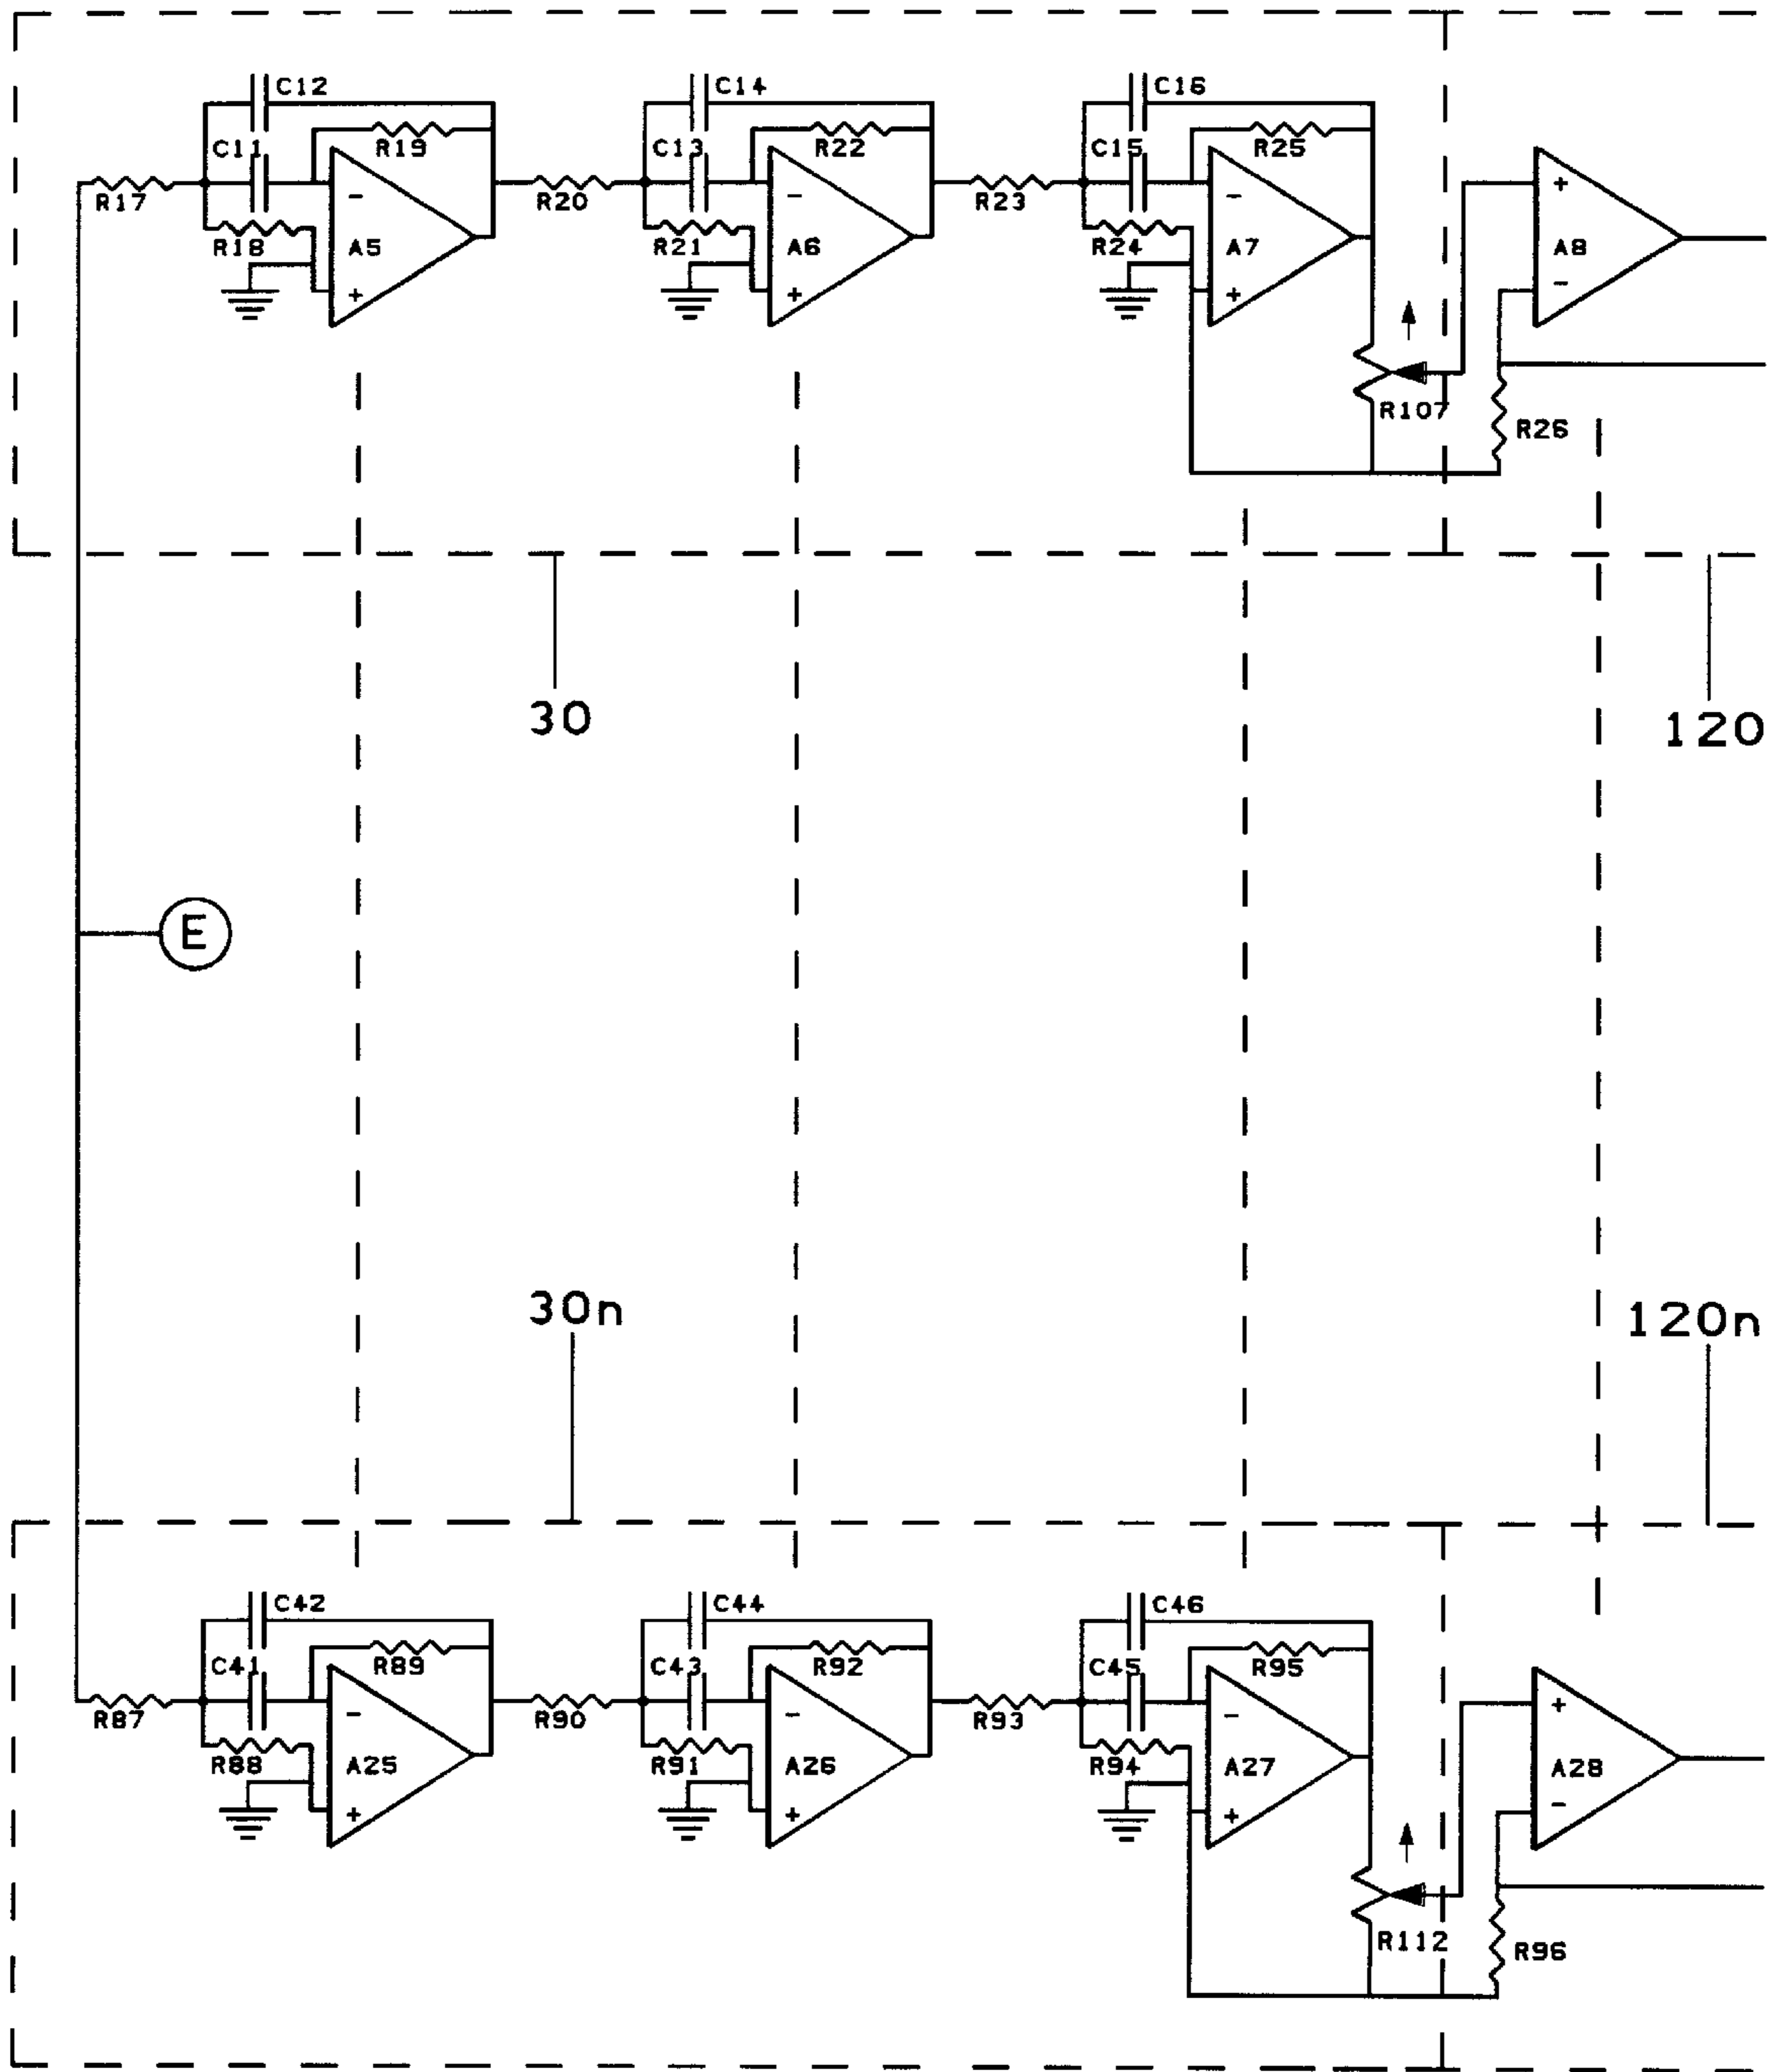 C12
C14
C16
C11
R19
C13
R22
C15
R25
R17
−
R20
−
R23
−
+
R18
A5
R21
A6
R24
A7
A8
+
+
+
−
R107
R26
30
120
E
30n
120n
C42
C44
C46
C41
R89
C43
R92
C45
R95
R87
−
R90
−
R93
−
+
R88
A25
R91
A26
R94
A27
A28
+
+
+
−
R112
R96